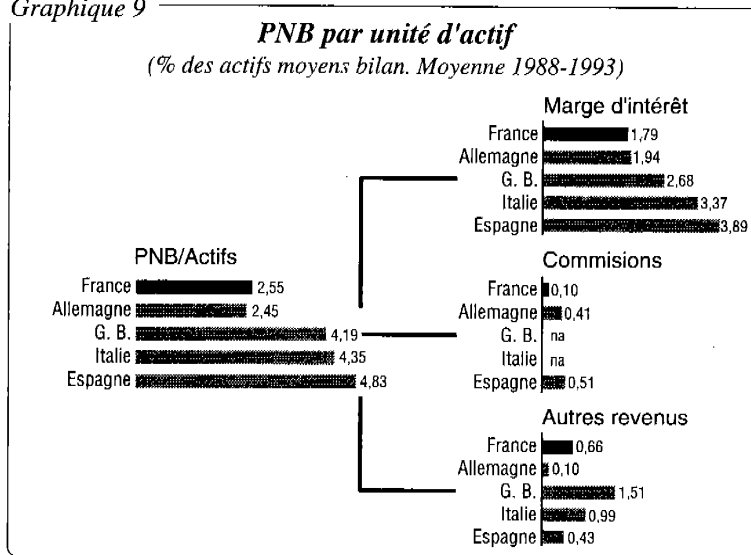 Graphique 9
PNB par unité d'actif
(% des actifs moyens bilan. Moyenne 1988-1993)
PNB/Actifs
France 2,55
Allemagne 2,45
G. B. 4,19
Italie 4,35
Espagne 4,83
Marge d'intérêt
France 1,79
Allemagne 1,94
G. B. 2,68
Italie 3,37
Espagne 3,89
Commisions
France 0,10
Allemagne 0,41
G. B. na
Italie na
Espagne 0,51
Autres revenus
France 0,66
Allemagne 0,10
G. B. 1,51
Italie 0,99
Espagne 0,43